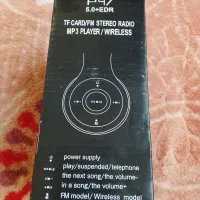 P47
5.0+EDR
TF CARD/FM STEREO RADIO
MP3 PLAYER/WIRELESS
power supply
play/suspended/telephone
the next song/the volume-
in a song/the volume+
FM model/Wireless model